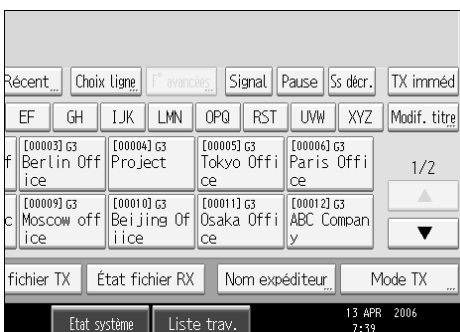 Récent Choix ligne F° avancées Signal Pause Ss décr. TX imméd
EF GH IJK LMN OPQ RST UVW XYZ Modif. titre
[00003] G3 [00004] G3 [00005] G3 [00006] G3
f Berlin Off Project Tokyo Offi Paris Offi 1/2
ice ce ce
[00009] G3 [00010] G3 [00011] G3 [00012] G3
c Moscow off Beijing Of Osaka Offi ABC Compan
ice iice ce y
fichier TX État fichier RX Nom expéditeur Mode TX
Etat système Liste trav. 13 APR 2006
7:39